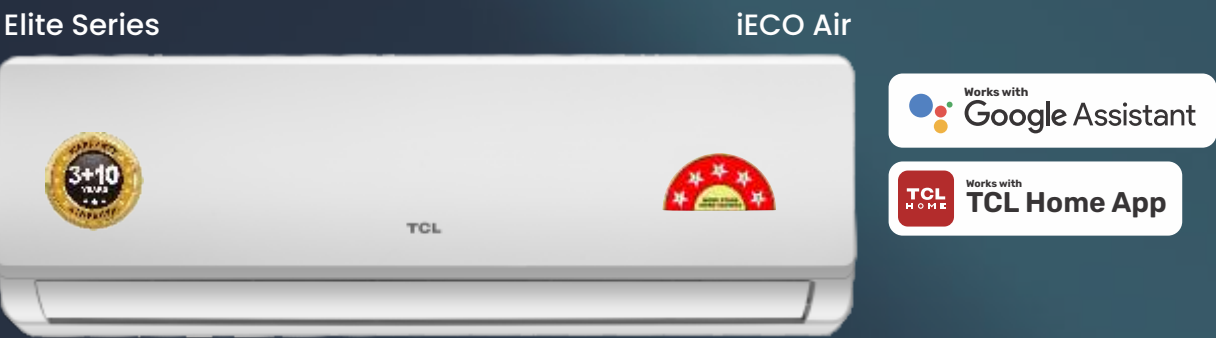 Elite Series
iECO Air
Works with
Google Assistant
WARRANTY
3+10
YEARS
TCL
TCL
HOME
Works with
TCL Home App